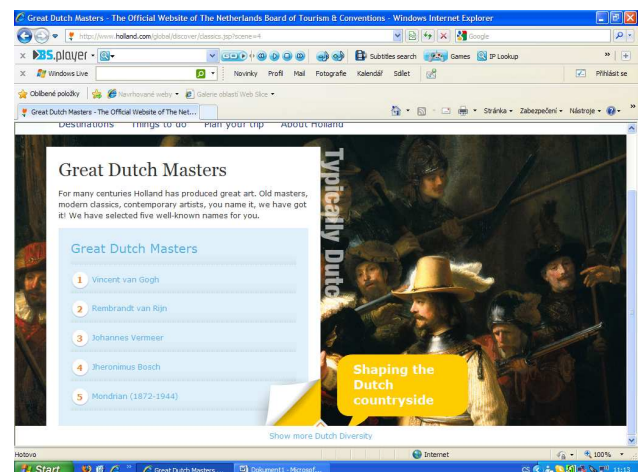 Great Dutch Masters - The Official Website of The Netherlands Board of Tourism & Conventions - Windows Internet Explorer
http://www.holland.com/global/discover/classics.jsp?scene=4
Google
BS.player
Subtitles search
Games
IP Lookup
Windows Live
Novinky
Profil
Mail
Fotografie
Kalendář
Sdílet
Přihlásit se
Oblíbené položky
Navrhované weby
Galerie oblastí Web Slice
Great Dutch Masters - The Official Website of The Net...
Stránka
Zabezpečení
Nástroje
Destinations Things to do Plan your trip About Holland
Great Dutch Masters
For many centuries Holland has produced great art. Old masters,
modern classics, contemporary artists, you name it, we have got
it! We have selected five well-known names for you.
Great Dutch Masters
1 Vincent van Gogh
2 Rembrandt van Rijn
3 Johannes Vermeer
4 Jheronimus Bosch
5 Mondrian (1872-1944)
Typically Dutch
Shaping the
Dutch
countryside
Show more Dutch Diversity
Hotovo
Internet
100%
Start
Great Dutch Masters ...
Dokument1 - Microsof...
CS
11:13